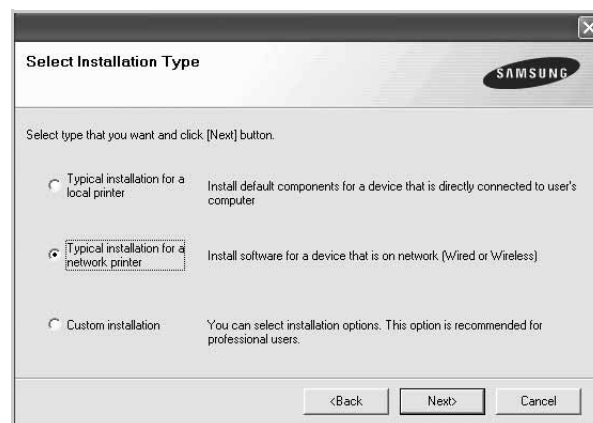 Select Installation Type
SAMSUNG
Select type that you want and click [Next] button.
Typical installation for a
local printer
Install default components for a device that is directly connected to user's
computer
Typical installation for a
network printer
Install software for a device that is on network (Wired or Wireless)
Custom installation
You can select installation options. This option is recommended for
professional users.
<Back
Next>
Cancel